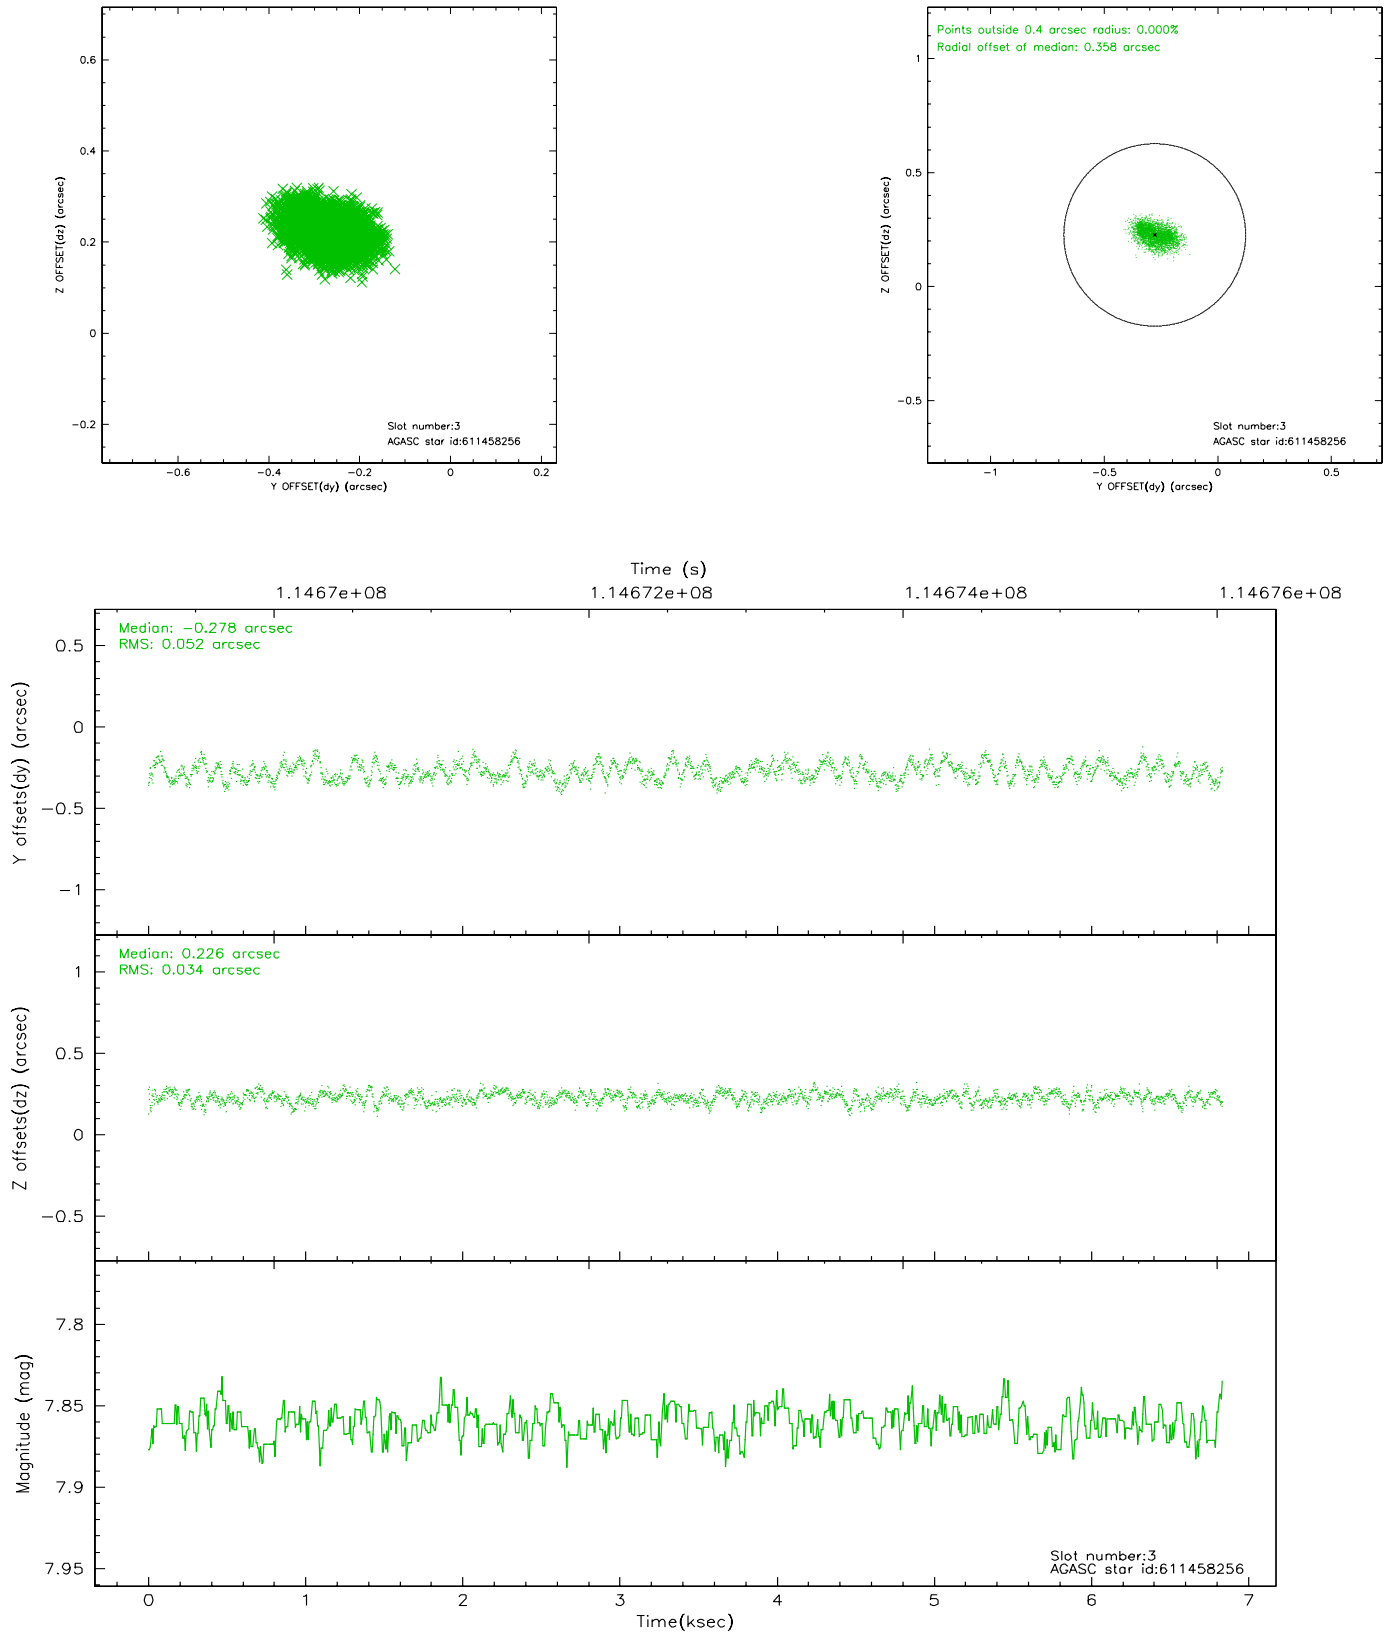 0.6
0.4
0.2
0
−0.2
Z OFFSET(dz) (arcsec)
Slot number:3
AGASC star id:611458256
−0.6
−0.4
−0.2
0
0.2
Y OFFSET(dy) (arcsec)
Points outside 0.4 arcsec radius: 0.000%
Radial offset of median: 0.358 arcsec
1
0.5
0
−0.5
Z OFFSET(dz) (arcsec)
Slot number:3
AGASC star id:611458256
−1
−0.5
0
0.5
Y OFFSET(dy) (arcsec)
Time (s)
1.1467e+08
1.14672e+08
1.14674e+08
1.14676e+08
Median: −0.278 arcsec
RMS: 0.052 arcsec
0.5
0
−0.5
−1
Y offsets(dy) (arcsec)
Median: 0.226 arcsec
RMS: 0.034 arcsec
1
0.5
0
−0.5
Z offsets(dz) (arcsec)
7.8
7.85
7.9
7.95
Magnitude (mag)
Slot number:3
AGASC star id:611458256
0
1
2
3
4
5
6
7
Time(ksec)